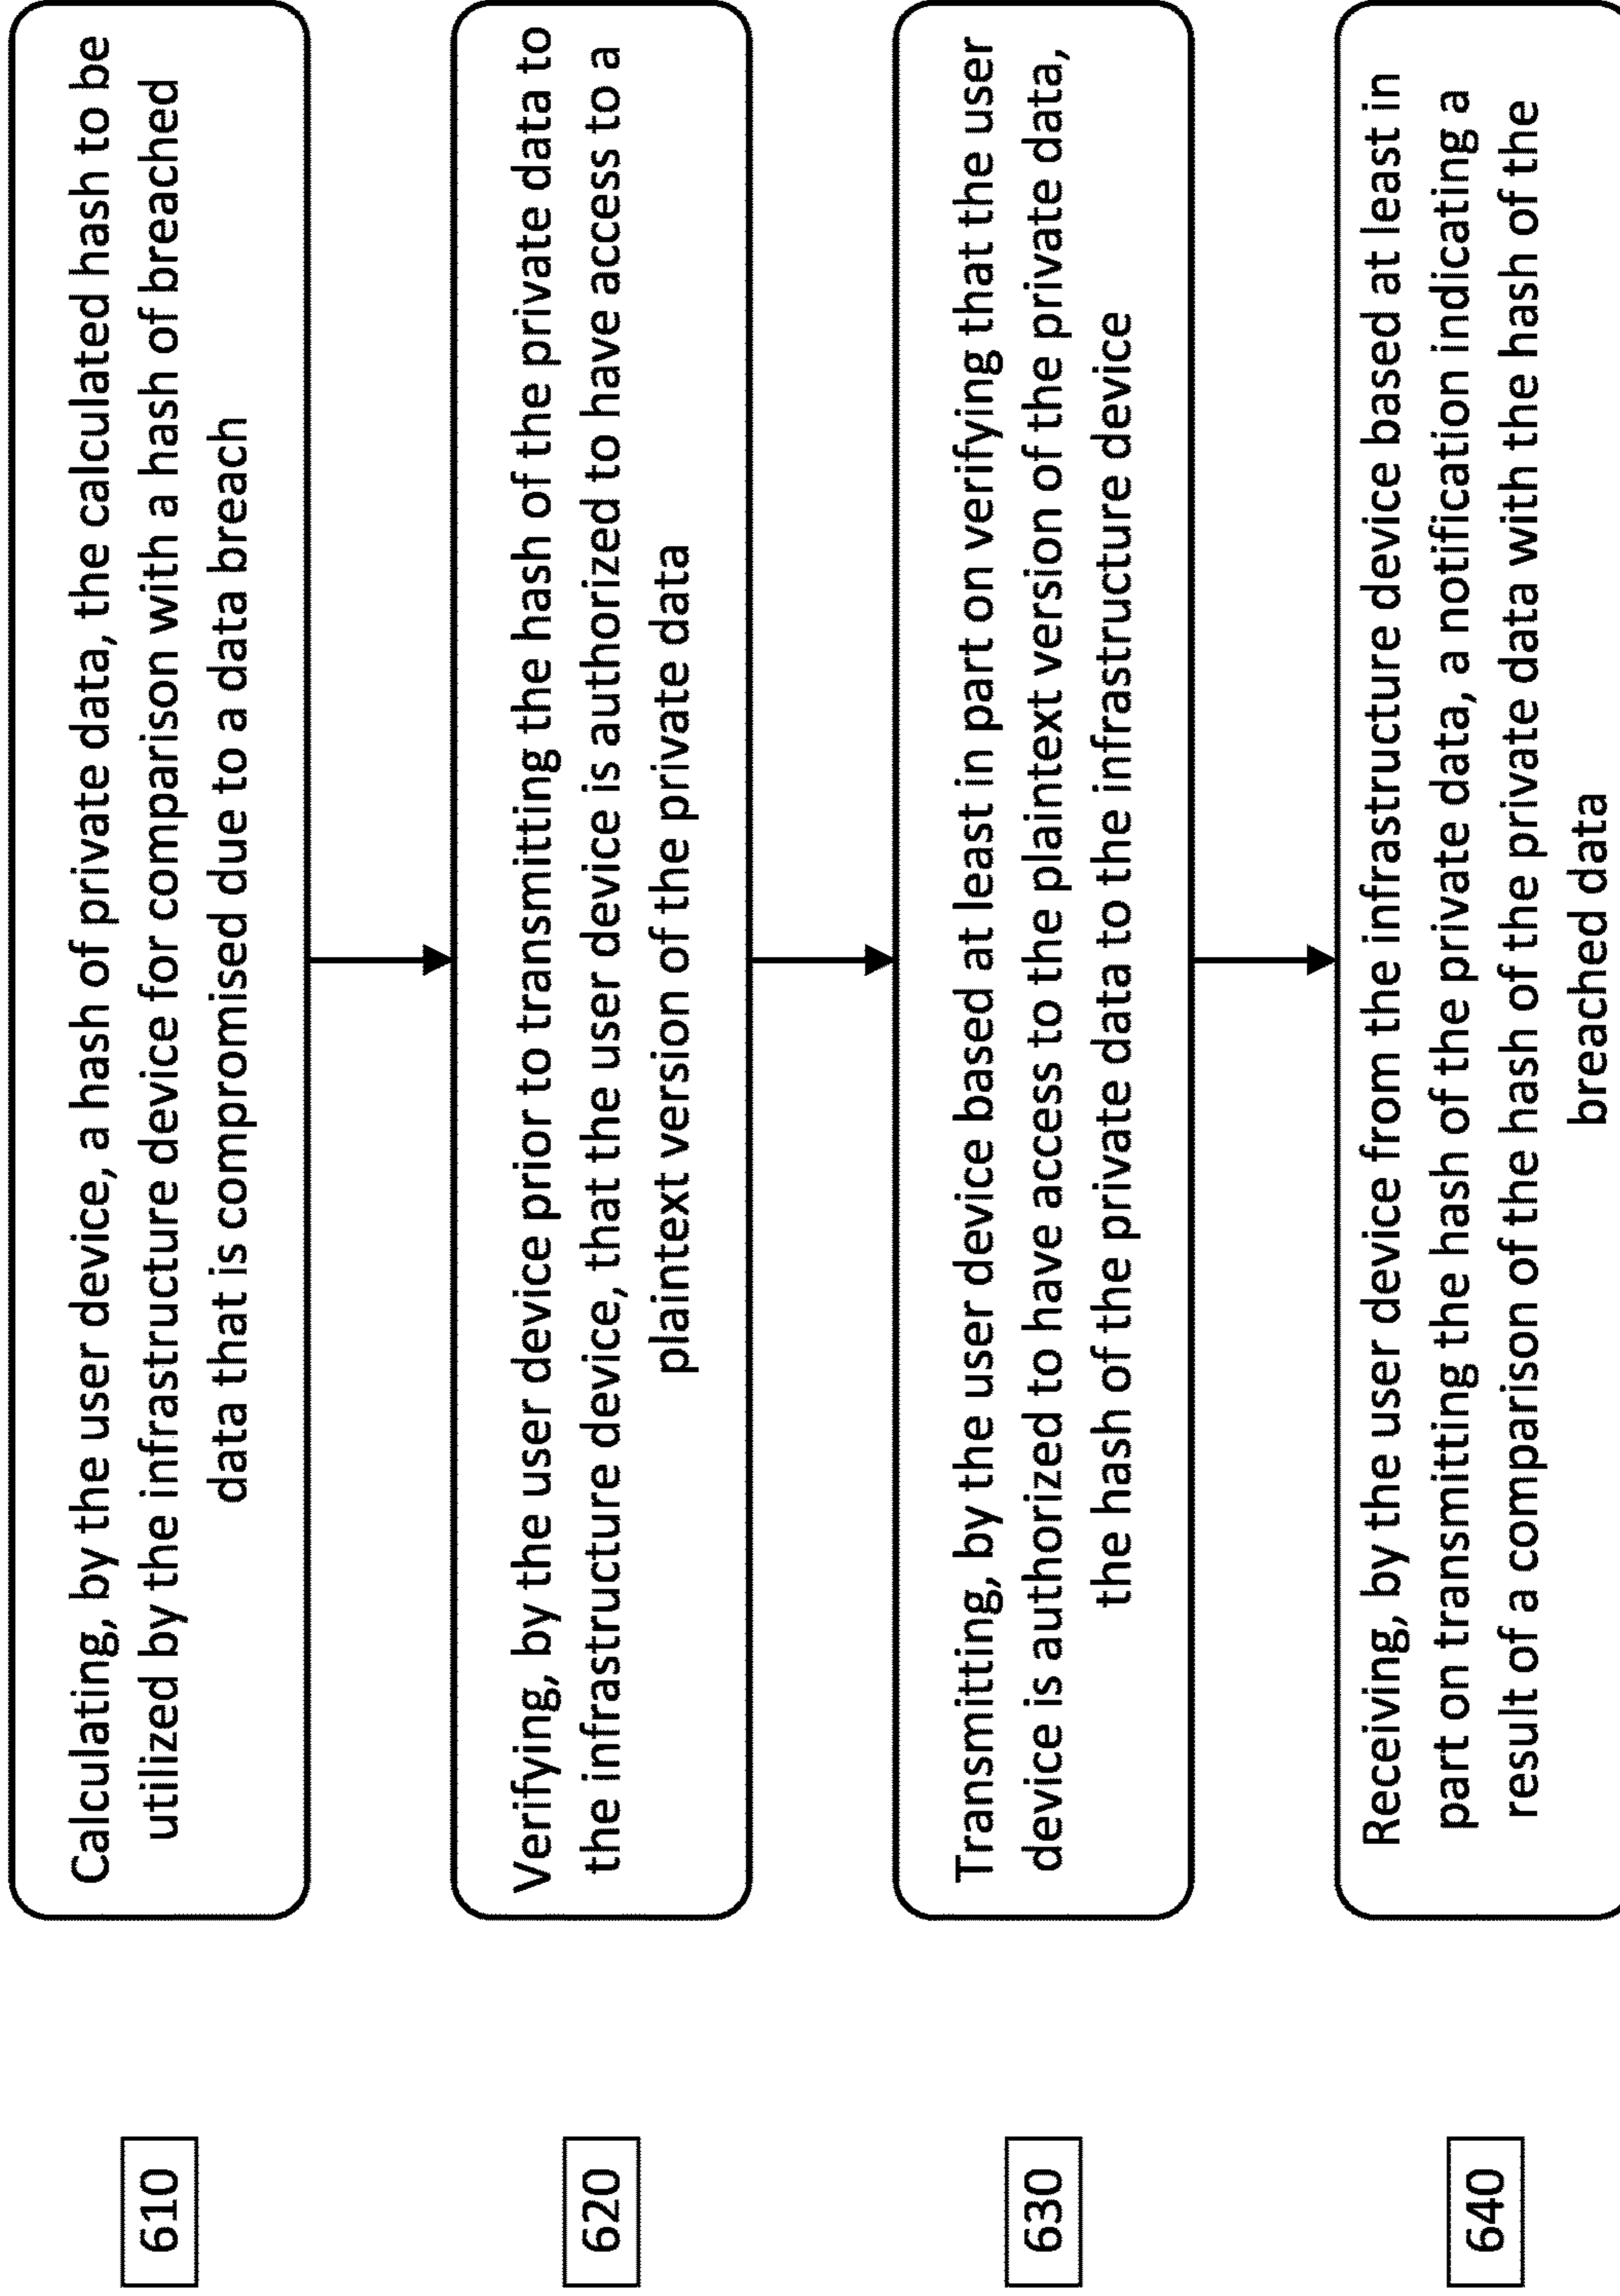 610
Calculating, by the user device, a hash of private data, the calculated hash to be
utilized by the infrastructure device for comparison with a hash of breached
data that is compromised due to a data breach
620
Verifying, by the user device prior to transmitting the hash of the private data to
the infrastructure device, that the user device is authorized to have access to a
plaintext version of the private data
630
Transmitting, by the user device based at least in part on verifying that the user
device is authorized to have access to the plaintext version of the private data,
the hash of the private data to the infrastructure device
640
Receiving, by the user device from the infrastructure device based at least in
part on transmitting the hash of the private data, a notification indicating a
result of a comparison of the hash of the private data with the hash of the
breached data